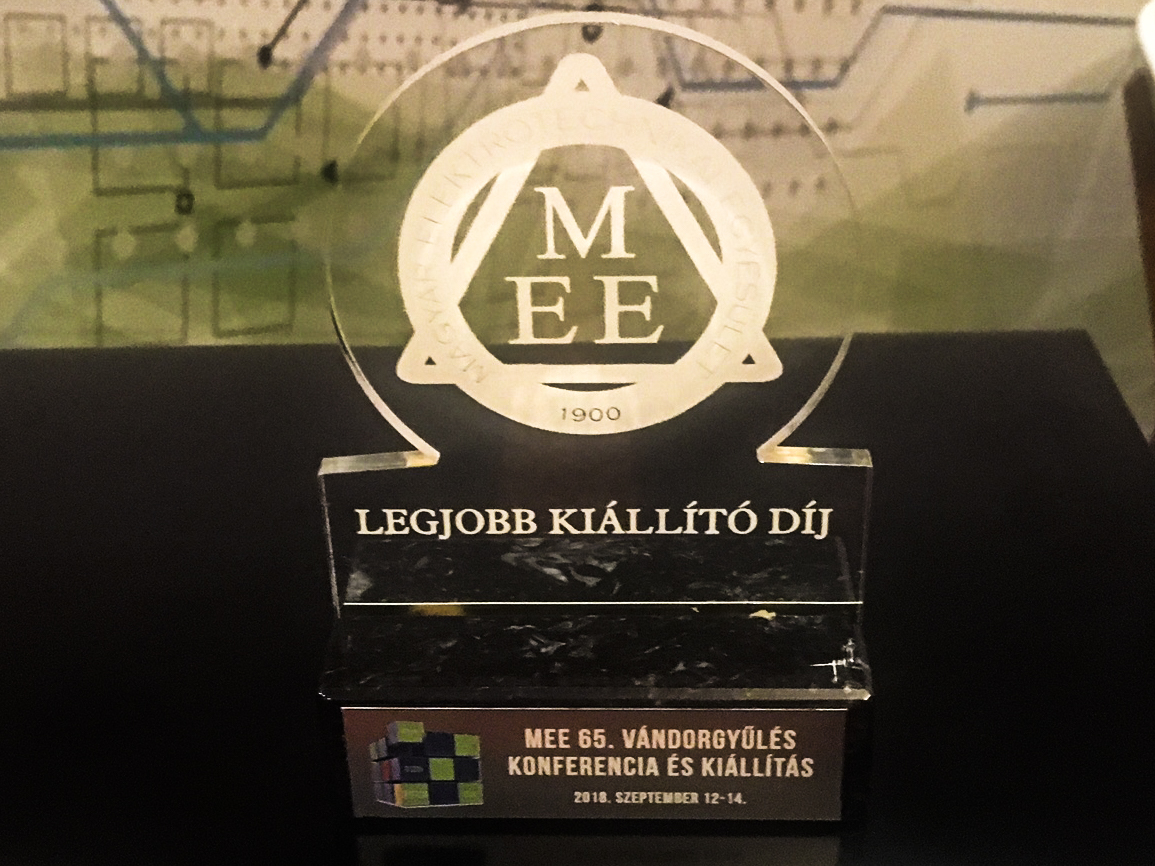 MAGYAR ELEKTROTECHNIKAI EGYESÜLET
M
EE
1900
LEGJOBB KIÁLLÍTÓ DÍJ
MEE 65. VÁNDORGYŰLÉS
KONFERENCIA ÉS KIÁLLÍTÁS
2018. SZEPTEMBER 12-14.